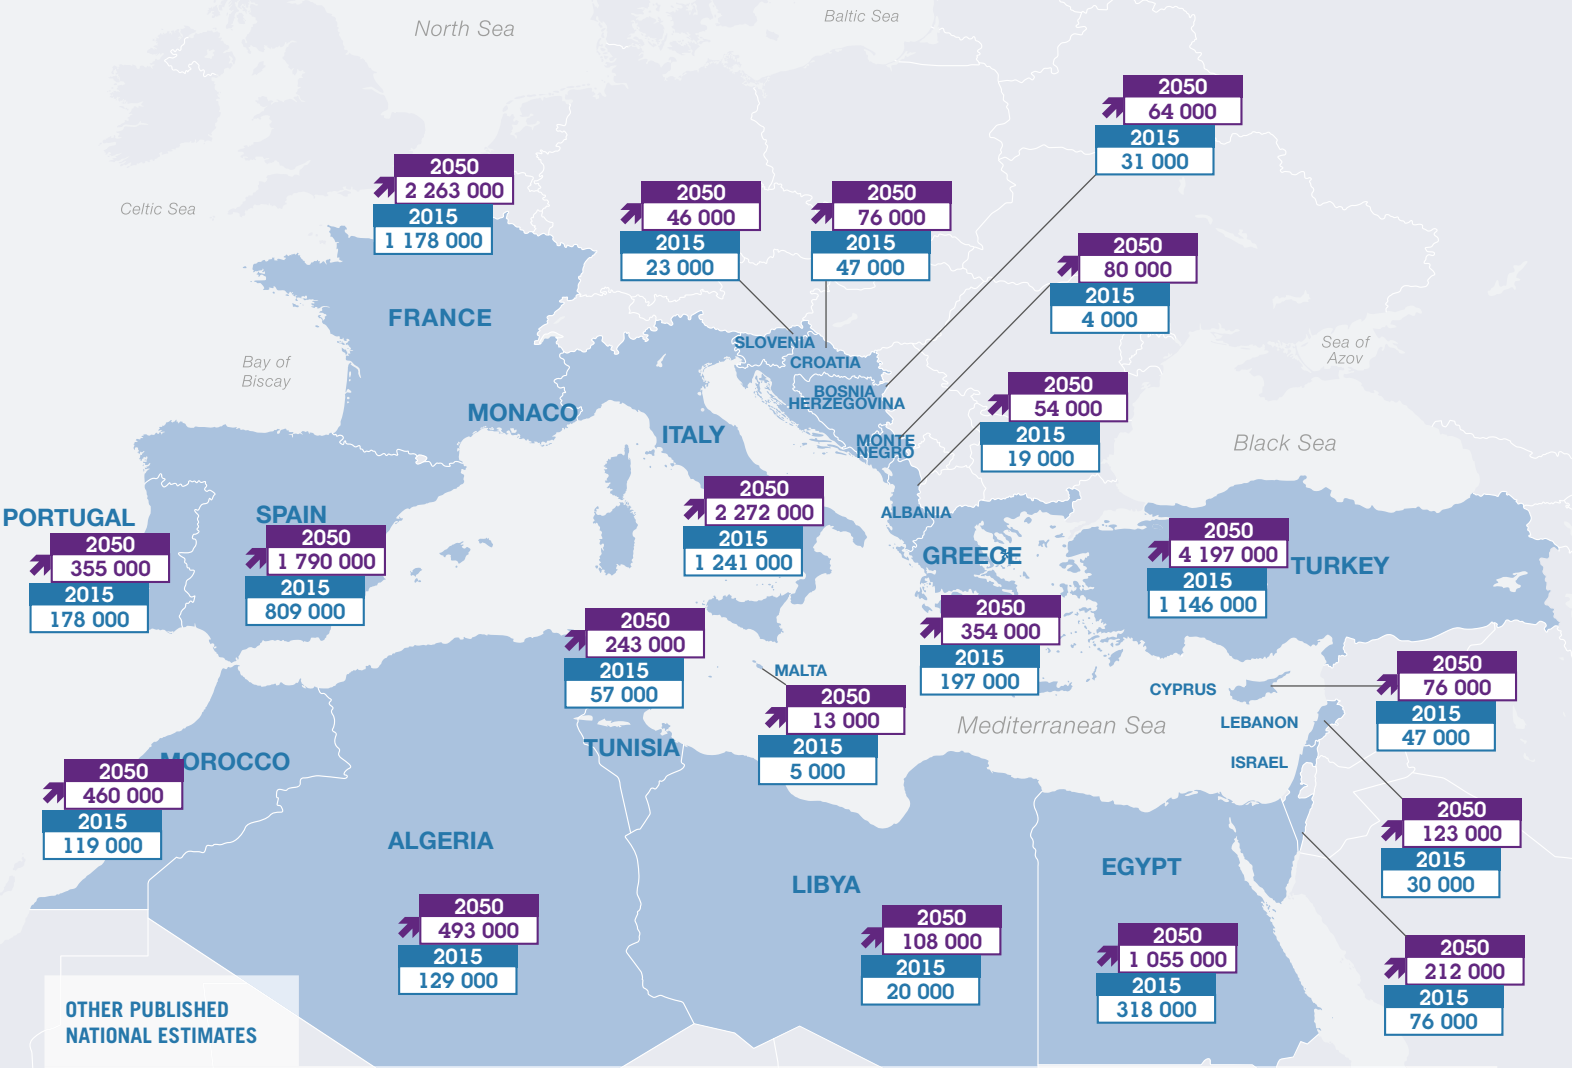 North Sea
Baltic Sea
2050
64 000
2015
31 000
2050
2 263 000
2015
1 178 000
Celtic Sea
2050
46 000
2015
23 000
2050
76 000
2015
47 000
2050
80 000
2015
4 000
FRANCE
SLOVENIA
CROATIA
Sea of
Azov
Bay of
Biscay
BOSNIA
HERZEGOVINA
2050
54 000
2015
19 000
MONACO
ITALY
MONTE
NEGRO
Black Sea
2050
2 272 000
2015
1 241 000
PORTUGAL
2050
355 000
2015
178 000
SPAIN
2050
1 790 000
2015
809 000
ALBANIA
GREECE
2050
354 000
2015
197 000
2050
4 197 000
2015
1 146 000
TURKEY
2050
243 000
2015
57 000
TUNISIA
MALTA
2050
13 000
2015
5 000
Mediterranean Sea
CYPRUS
2050
76 000
2015
47 000
LEBANON
ISRAEL
MOROCCO
2050
460 000
2015
119 000
2050
123 000
2015
30 000
ALGERIA
2050
493 000
2015
129 000
LIBYA
2050
108 000
2015
20 000
EGYPT
2050
1 055 000
2015
318 000
2050
212 000
2015
76 000
OTHER PUBLISHED
NATIONAL ESTIMATES